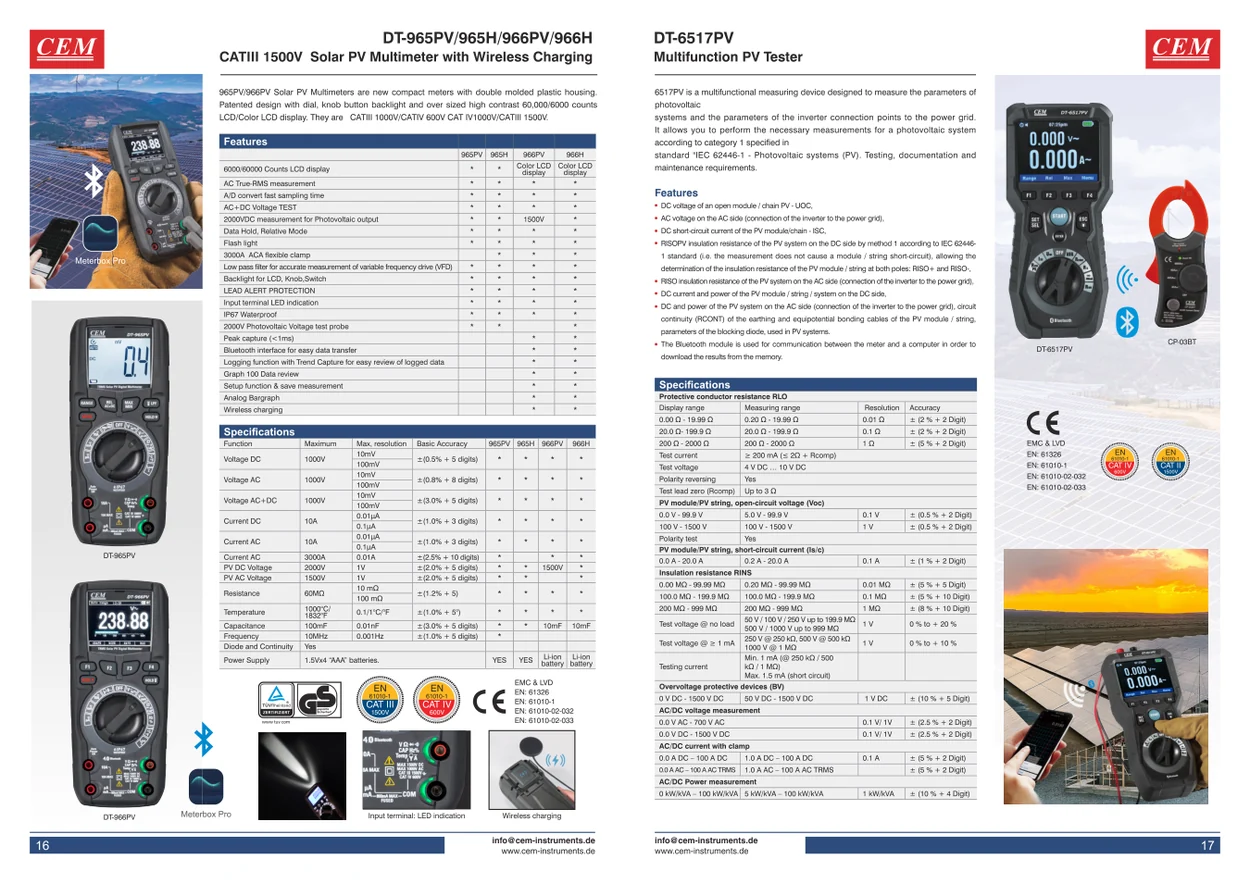 CEM
DT-965PV/965H/966PV/966H
CATIII 1500V  Solar PV Multimeter with Wireless Charging
965PV/966PV Solar PV Multimeters are new compact meters with double molded plastic housing.
Patented design with dial, knob button backlight and over sized high contrast 60,000/6000 counts
LCD/Color LCD display. They are   CATIII 1000V/CATIV 600V CAT IV1000V/CATIII 1500V.
Meterbox Pro
DT-965PV
DT-966PV
Meterbox Pro
Features
965PV 965H 966PV 966H
6000/60000 Counts LCD display * * Color LCD display Color LCD display
AC True-RMS measurement * * * *
A/D convert fast sampling time * * * *
AC+DC Voltage TEST * * * *
2000VDC measurement for Photovoltaic output * * 1500V *
Data Hold, Relative Mode * * * *
Flash light * * * *
3000A  ACA flexible clamp * * *
Low pass filter for accurate measurement of variable frequency drive (VFD) * * * *
Backlight for LCD, Knob,Switch * * * *
LEAD ALERT PROTECTION * * * *
Input terminal LED indication * * * *
IP67 Waterproof * * * *
2000V Photovoltaic Voltage test probe * * *
Peak capture (<1ms) * *
Bluetooth interface for easy data transfer * *
Logging function with Trend Capture for easy review of logged data * *
Graph 100 Data review * *
Setup function & save measurement * *
Analog Bargraph * *
Wireless charging * *
Specifications
Function Maximum Max. resolution Basic Accuracy 965PV 965H 966PV 966H
Voltage DC 1000V 10mV 100mV ±(0.5% + 5 digits) * * * *
Voltage AC 1000V 10mV 100mV ±(0.8% + 8 digits) * * * *
Voltage AC+DC 1000V 10mV 100mV ±(3.0% + 5 digits) * * * *
Current DC 10A 0.01µA 0.1µA ±(1.0% + 3 digits) * * * *
Current AC 10A 0.01µA 0.1µA ±(1.0% + 3 digits) * * * *
Current AC 3000A 0.01A ±(2.5% + 10 digits) * * * *
PV DC Voltage 2000V 1V ±(2.0% + 5 digits) * * 1500V *
PV AC Voltage 1500V 1V ±(2.0% + 5 digits) * * *
Resistance 60MΩ 10 mΩ 100 mΩ ±(1.2% + 5) * * * *
Temperature 1000°C/ 1832°F 0.1/1°C/°F ±(1.0% + 5°) * * * *
Capacitance 100mF 0.01nF ±(3.0% + 5 digits) * * 10mF 10mF
Frequency 10MHz 0.001Hz ±(1.0% + 5 digits) *
Diode and Continuity Yes
Power Supply 1.5Vx4 "AAA" batteries. YES YES Li-ion battery Li-ion battery
TÜVRheinland
ZERTIFIZIERT
www.tuv.com
GS
EN 61010-1 CAT III 1500V
EN 61010-1 CAT IV 600V
CE
EMC & LVD
EN: 61326
EN: 61010-1
EN: 61010-02-032
EN: 61010-02-033
Input terminal: LED indication
Wireless charging
16
info@cem-instruments.de
www.cem-instruments.de
DT-6517PV
Multifunction PV Tester
CEM
6517PV is a multifunctional measuring device designed to measure the parameters of
photovoltaic
systems and the parameters of the inverter connection points to the power grid.
It allows you to perform the necessary measurements for a photovoltaic system
according to category 1 specified in
standard "IEC 62446-1 - Photovoltaic systems (PV). Testing, documentation and
maintenance requirements.
Features
• DC voltage of an open module / chain PV - UOC,
• AC voltage on the AC side (connection of the inverter to the power grid),
• DC short-circuit current of the PV module/chain - ISC,
• RISOPV insulation resistance of the PV system on the DC side by method 1 according to IEC 62446-
1 standard (i.e. the measurement does not cause a module / string short-circuit), allowing the
determination of the insulation resistance of the PV module / string at both poles: RISO+ and RISO-,
• RISO insulation resistance of the PV system on the AC side (connection of the inverter to the power grid),
• DC current and power of the PV module / string / system on the DC side,
• DC and power of the PV system on the AC side (connection of the inverter to the power grid), circuit
continuity (RCONT) of the earthing and equipotential bonding cables of the PV module / string,
parameters of the blocking diode, used in PV systems.
• The Bluetooth module is used for communication between the meter and a computer in order to
download the results from the memory.
Specifications
Protective conductor resistance RLO
Display range Measuring range Resolution Accuracy
0.00 Ω - 19.99 Ω 0.20 Ω - 19.99 Ω 0.01 Ω ± (2 % + 2 Digit)
20.0 Ω- 199.9 Ω 20.0 Ω - 199.9 Ω 0.1 Ω ± (2 % + 2 Digit)
200 Ω - 2000 Ω 200 Ω - 2000 Ω 1 Ω ± (5 % + 2 Digit)
Test current ≥ 200 mA (≤ 2Ω + Rcomp)
Test voltage 4 V DC … 10 V DC
Polarity reversing Yes
Test lead zero (Rcomp) Up to 3 Ω
PV module/PV string, open-circuit voltage (Voc)
0.0 V - 99.9 V 5.0 V - 99.9 V 0.1 V ± (0.5 % + 2 Digit)
100 V - 1500 V 100 V - 1500 V 1 V ± (0.5 % + 2 Digit)
Polarity test Yes
PV module/PV string, short-circuit current (Is/c)
0.0 A - 20.0 A 0.2 A - 20.0 A 0.1 A ± (1 % + 2 Digit)
Insulation resistance RINS
0.00 MΩ - 99.99 MΩ 0.20 MΩ - 99.99 MΩ 0.01 MΩ ± (5 % + 5 Digit)
100.0 MΩ - 199.9 MΩ 100.0 MΩ - 199.9 MΩ 0.1 MΩ ± (5 % + 10 Digit)
200 MΩ - 999 MΩ 200 MΩ - 999 MΩ 1 MΩ ± (8 % + 10 Digit)
Test voltage @ no load 50 V / 100 V / 250 V up to 199.9 MΩ 500 V / 1000 V up to 999 MΩ 1 V 0 % to + 20 %
Test voltage @ ≥ 1 mA 250 V @ 250 kΩ, 500 V @ 500 kΩ 1000 V @ 1 MΩ 1 V 0 % to + 10 %
Testing current Min. 1 mA (@ 250 kΩ / 500 kΩ / 1 MΩ) Max. 1.5 mA (short circuit)
Overvoltage protective devices (BV)
0 V DC - 1500 V DC 50 V DC - 1500 V DC 1 V DC ± (10 % + 5 Digit)
AC/DC voltage measurement
0.0 V AC - 700 V AC 0.1 V/ 1V ± (2.5 % + 2 Digit)
0.0 V DC - 1500 V DC 0.1 V/ 1V ± (2.5 % + 2 Digit)
AC/DC current with clamp
0.0 A DC – 100 A DC 1.0 A DC – 100 A DC 0.1 A ± (5 % + 2 Digit)
0.0 A AC – 100 A AC TRMS 1.0 A AC – 100 A AC TRMS ± (5 % + 2 Digit)
AC/DC Power measurement
0 kW/kVA – 100 kW/kVA 5 kW/kVA – 100 kW/kVA 1 kW/kVA ± (10 % + 4 Digit)
DT-6517PV
CP-03BT
CE
EMC & LVD
EN: 61326
EN: 61010-1
EN: 61010-02-032
EN: 61010-02-033
EN 61010-1 CAT IV 600V
EN 61010-1 CAT II 1500V
info@cem-instruments.de
www.cem-instruments.de
17